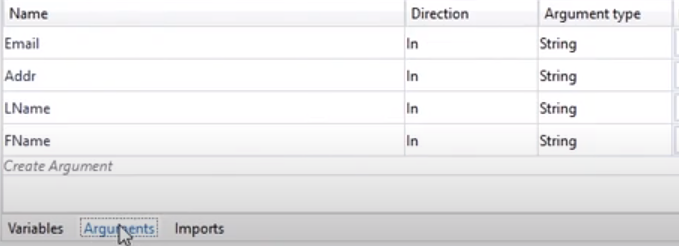 Name Direction Argument type
Email In String
Addr In String
LName In String
FName In String
Create Argument
Variables Arguments Imports